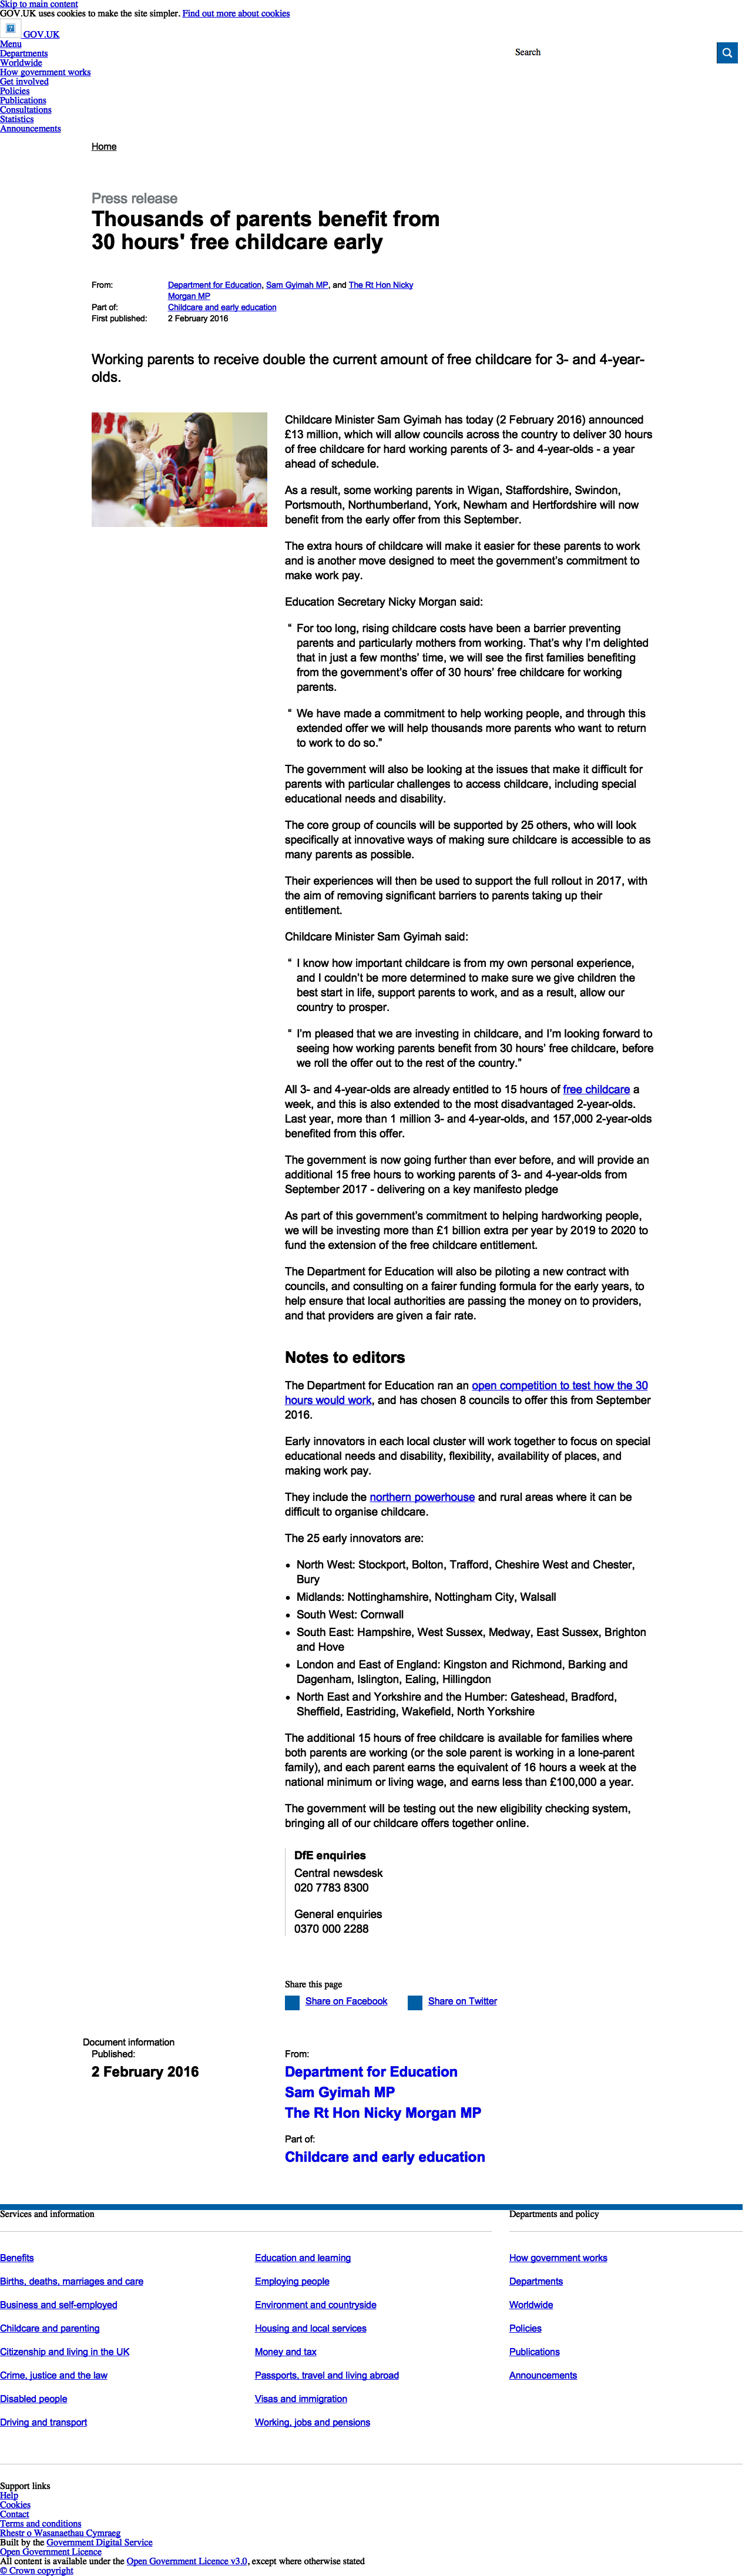 Skip to main content
GOV.UK uses cookies to make the site simpler. Find out more about cookies
GOV.UK
Menu
Departments
Worldwide
How government works
Get involved
Policies
Publications
Consultations
Statistics
Announcements
Search
Home
Press release
Thousands of parents benefit from
30 hours' free childcare early
From: Department for Education, Sam Gyimah MP, and The Rt Hon Nicky
Morgan MP
Part of: Childcare and early education
First published: 2 February 2016
Working parents to receive double the current amount of free childcare for 3- and 4-year-
olds.
Childcare Minister Sam Gyimah has today (2 February 2016) announced
£13 million, which will allow councils across the country to deliver 30 hours
of free childcare for hard working parents of 3- and 4-year-olds - a year
ahead of schedule.
As a result, some working parents in Wigan, Staffordshire, Swindon,
Portsmouth, Northumberland, York, Newham and Hertfordshire will now
benefit from the early offer from this September.
The extra hours of childcare will make it easier for these parents to work
and is another move designed to meet the government's commitment to
make work pay.
Education Secretary Nicky Morgan said:
“ For too long, rising childcare costs have been a barrier preventing
parents and particularly mothers from working. That's why I'm delighted
that in just a few months' time, we will see the first families benefiting
from the government's offer of 30 hours' free childcare for working
parents.
“ We have made a commitment to help working people, and through this
extended offer we will help thousands more parents who want to return
to work to do so.”
The government will also be looking at the issues that make it difficult for
parents with particular challenges to access childcare, including special
educational needs and disability.
The core group of councils will be supported by 25 others, who will look
specifically at innovative ways of making sure childcare is accessible to as
many parents as possible.
Their experiences will then be used to support the full rollout in 2017, with
the aim of removing significant barriers to parents taking up their
entitlement.
Childcare Minister Sam Gyimah said:
“ I know how important childcare is from my own personal experience,
and I couldn't be more determined to make sure we give children the
best start in life, support parents to work, and as a result, allow our
country to prosper.
“ I'm pleased that we are investing in childcare, and I'm looking forward to
seeing how working parents benefit from 30 hours' free childcare, before
we roll the offer out to the rest of the country.”
All 3- and 4-year-olds are already entitled to 15 hours of free childcare a
week, and this is also extended to the most disadvantaged 2-year-olds.
Last year, more than 1 million 3- and 4-year-olds, and 157,000 2-year-olds
benefited from this offer.
The government is now going further than ever before, and will provide an
additional 15 free hours to working parents of 3- and 4-year-olds from
September 2017 - delivering on a key manifesto pledge
As part of this government's commitment to helping hardworking people,
we will be investing more than £1 billion extra per year by 2019 to 2020 to
fund the extension of the free childcare entitlement.
The Department for Education will also be piloting a new contract with
councils, and consulting on a fairer funding formula for the early years, to
help ensure that local authorities are passing the money on to providers,
and that providers are given a fair rate.
Notes to editors
The Department for Education ran an open competition to test how the 30
hours would work, and has chosen 8 councils to offer this from September
2016.
Early innovators in each local cluster will work together to focus on special
educational needs and disability, flexibility, availability of places, and
making work pay.
They include the northern powerhouse and rural areas where it can be
difficult to organise childcare.
The 25 early innovators are:
• North West: Stockport, Bolton, Trafford, Cheshire West and Chester,
Bury
• Midlands: Nottinghamshire, Nottingham City, Walsall
• South West: Cornwall
• South East: Hampshire, West Sussex, Medway, East Sussex, Brighton
and Hove
• London and East of England: Kingston and Richmond, Barking and
Dagenham, Islington, Ealing, Hillingdon
• North East and Yorkshire and the Humber: Gateshead, Bradford,
Sheffield, Eastriding, Wakefield, North Yorkshire
The additional 15 hours of free childcare is available for families where
both parents are working (or the sole parent is working in a lone-parent
family), and each parent earns the equivalent of 16 hours a week at the
national minimum or living wage, and earns less than £100,000 a year.
The government will be testing out the new eligibility checking system,
bringing all of our childcare offers together online.
DfE enquiries
Central newsdesk
020 7783 8300
General enquiries
0370 000 2288
Share this page
Share on Facebook Share on Twitter
Document information
Published:
2 February 2016
From:
Department for Education
Sam Gyimah MP
The Rt Hon Nicky Morgan MP
Part of:
Childcare and early education
Services and information
Benefits
Births, deaths, marriages and care
Business and self-employed
Childcare and parenting
Citizenship and living in the UK
Crime, justice and the law
Disabled people
Driving and transport
Education and learning
Employing people
Environment and countryside
Housing and local services
Money and tax
Passports, travel and living abroad
Visas and immigration
Working, jobs and pensions
Departments and policy
How government works
Departments
Worldwide
Policies
Publications
Announcements
Support links
Help
Cookies
Contact
Terms and conditions
Rhestr o Wasanaethau Cymraeg
Built by the Government Digital Service
Open Government Licence
All content is available under the Open Government Licence v3.0, except where otherwise stated
© Crown copyright